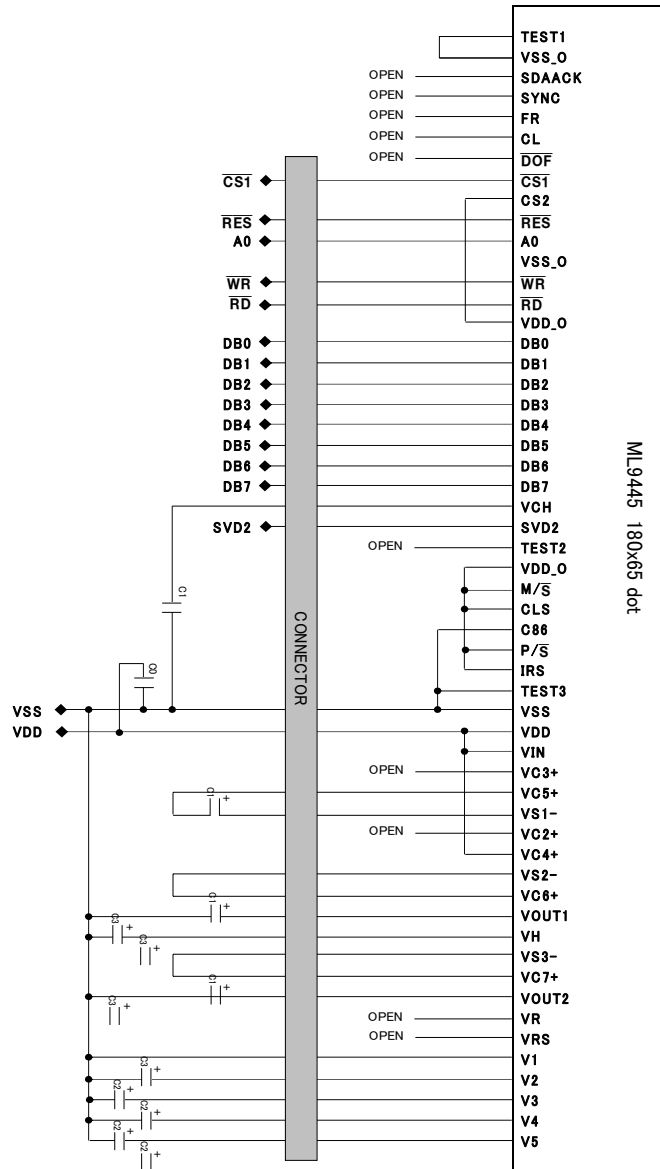 TEST1
VSS_O
OPEN SDAACK
OPEN SYNC
OPEN FR
OPEN CL
OPEN DOF
CS1 CS1
CS2
RES RES
A0 A0
VSS_O
WR WR
RD RD
VDD_O
DB0 DB0
DB1 DB1
DB2 DB2
DB3 DB3
DB4 DB4
DB5 DB5
DB6 DB6
DB7 DB7
VCH
SVD2 SVD2
OPEN TEST2
VDD_O
M/S
C1 CLS
C86
P/S
IRS
C0 TEST3
VSS VSS
VDD VDD
VIN
OPEN VC3+
VC5+
C1 + VS1-
OPEN VC2+
VC4+
VS2-
VC6+
C1 + VOUT1
C3 + VH
C3 + VS3-
VC7+
C1 + VOUT2
C3 + OPEN VR
OPEN VRS
V1
C3 + V2
C2 + V3
C2 + V4
C2 + V5
C2 +
CONNECTOR
ML9445 180x65 dot